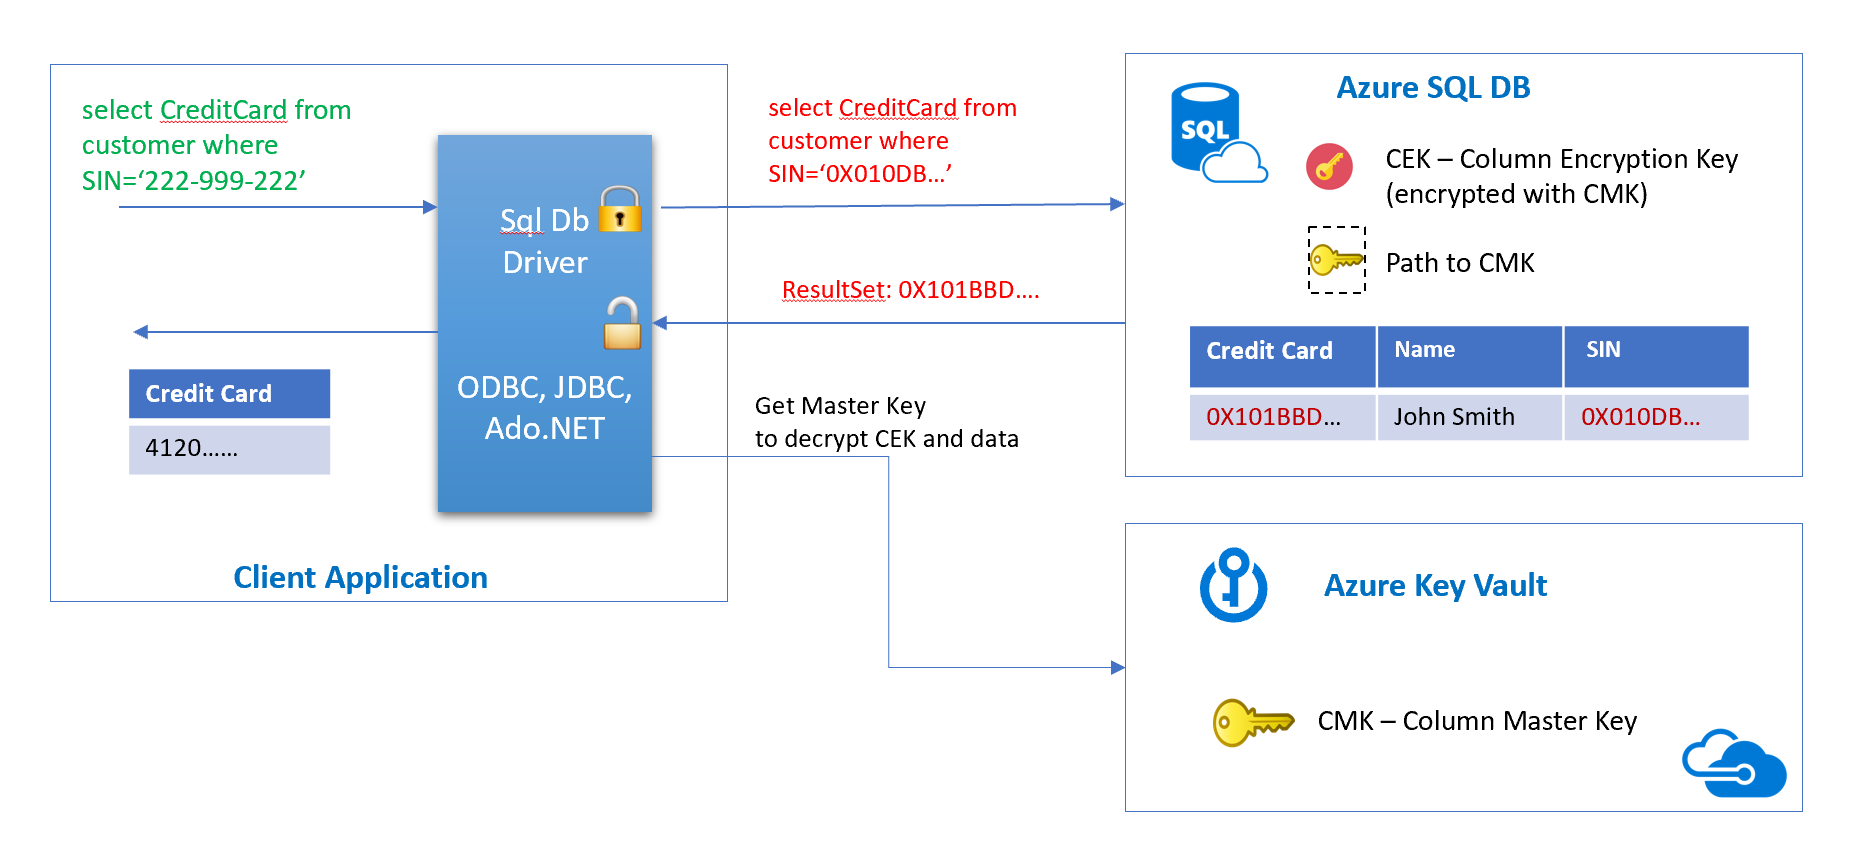 select CreditCard from
customer where
SIN=‘222-999-222’
Sql Db
Driver
ODBC, JDBC,
Ado.NET
Credit Card
4120......
Client Application
select CreditCard from
customer where
SIN=‘0X010DB...’
ResultSet: 0X101BBD....
Get Master Key
to decrypt CEK and data
Azure SQL DB
SQL
CEK – Column Encryption Key
(encrypted with CMK)
Path to CMK
Credit Card Name SIN
0X101BBD... John Smith 0X010DB...
Azure Key Vault
CMK – Column Master Key